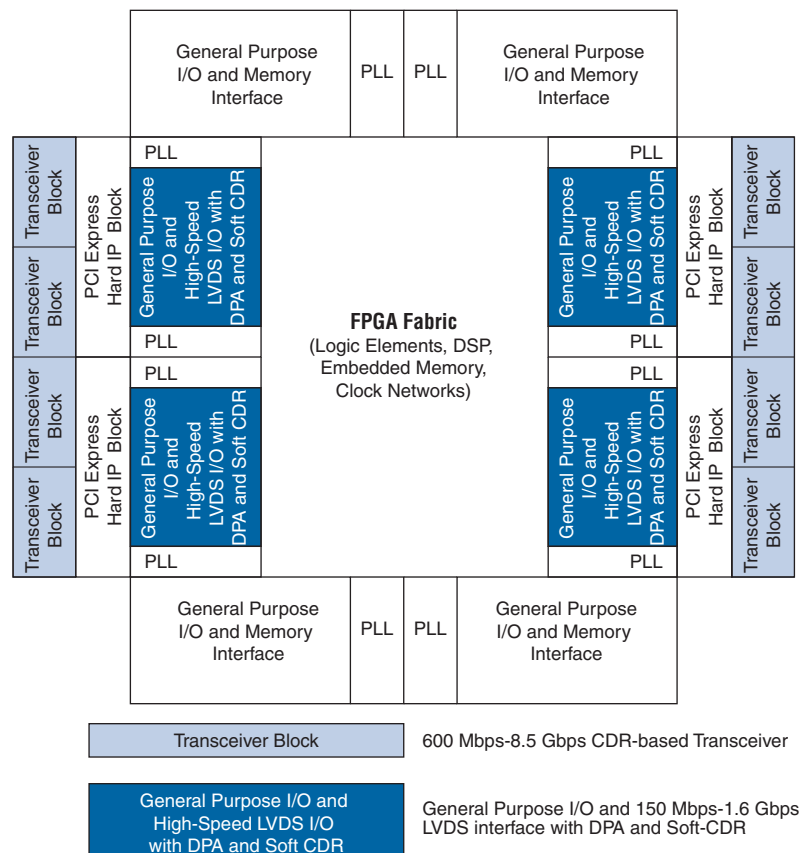 General Purpose
I/O and Memory
Interface
PLL
PLL
General Purpose
I/O and Memory
Interface
Transceiver
Block
Transceiver
Block
PCI Express
Hard IP Block
PLL
General Purpose
I/O and
High-Speed
LVDS I/O with
DPA and Soft CDR
PLL
Transceiver
Block
Transceiver
Block
PCI Express
Hard IP Block
PLL
General Purpose
I/O and
High-Speed
LVDS I/O with
DPA and Soft CDR
PLL
FPGA Fabric
(Logic Elements, DSP,
Embedded Memory,
Clock Networks)
PLL
General Purpose
I/O and
High-Speed
LVDS I/O with
DPA and Soft CDR
PLL
PCI Express
Hard IP Block
Transceiver
Block
Transceiver
Block
PLL
General Purpose
I/O and
High-Speed
LVDS I/O with
DPA and Soft CDR
PLL
PCI Express
Hard IP Block
Transceiver
Block
Transceiver
Block
General Purpose
I/O and Memory
Interface
PLL
PLL
General Purpose
I/O and Memory
Interface
Transceiver Block
600 Mbps-8.5 Gbps CDR-based Transceiver
General Purpose I/O and
High-Speed LVDS I/O
with DPA and Soft CDR
General Purpose I/O and 150 Mbps-1.6 Gbps
LVDS interface with DPA and Soft-CDR